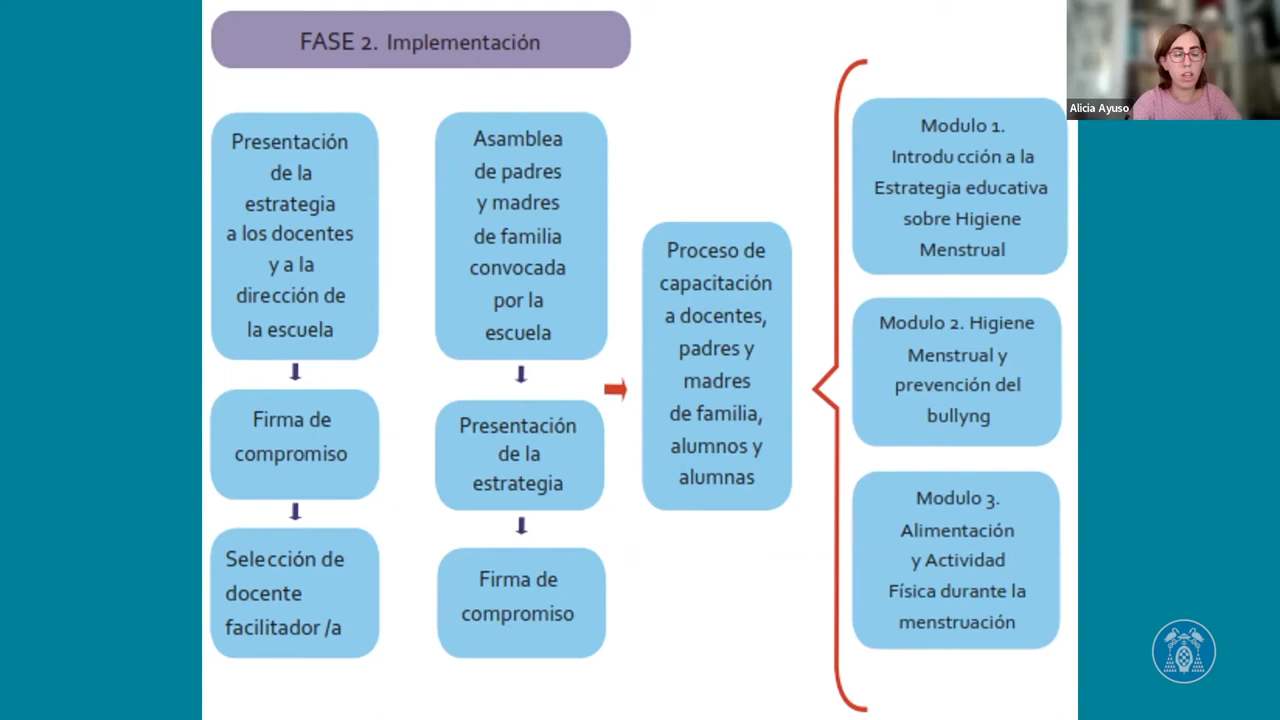 FASE 2. Implementación
Alicia Ayuso
Presentación
de la
estrategia
a los docentes
y a la
dirección de
la escuela
Firma de
compromiso
Selección de
docente
facilitador /a
Asamblea
de padres
y madres
de familia
convocada
por la
escuela
Presentación
de la
estrategia
Firma de
compromiso
Proceso de
capacitación
a docentes,
padres y
madres
de familia,
alumnos y
alumnas
Modulo 1.
Introducción a la
Estrategia educativa
sobre Higiene
Menstrual
Modulo 2. Higiene
Menstrual y
prevención del
bullyng
Modulo 3.
Alimentación
y Actividad
Física durante la
menstruación